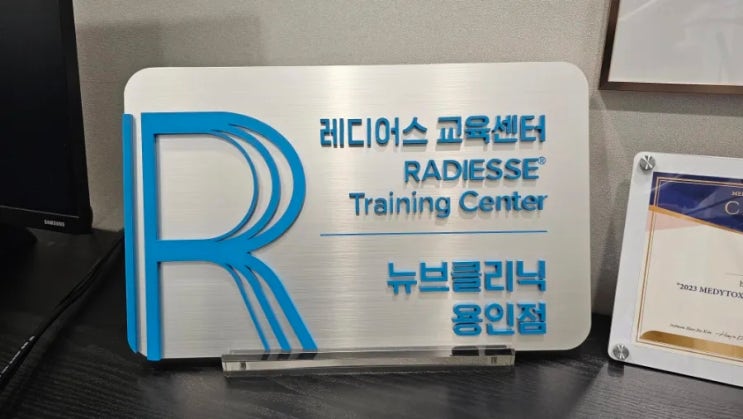 레디어스 교육센터
RADIESSE®
Training Center
뉴브클리닉
용인점
SAMSUNG
"2023 MEDYTOX